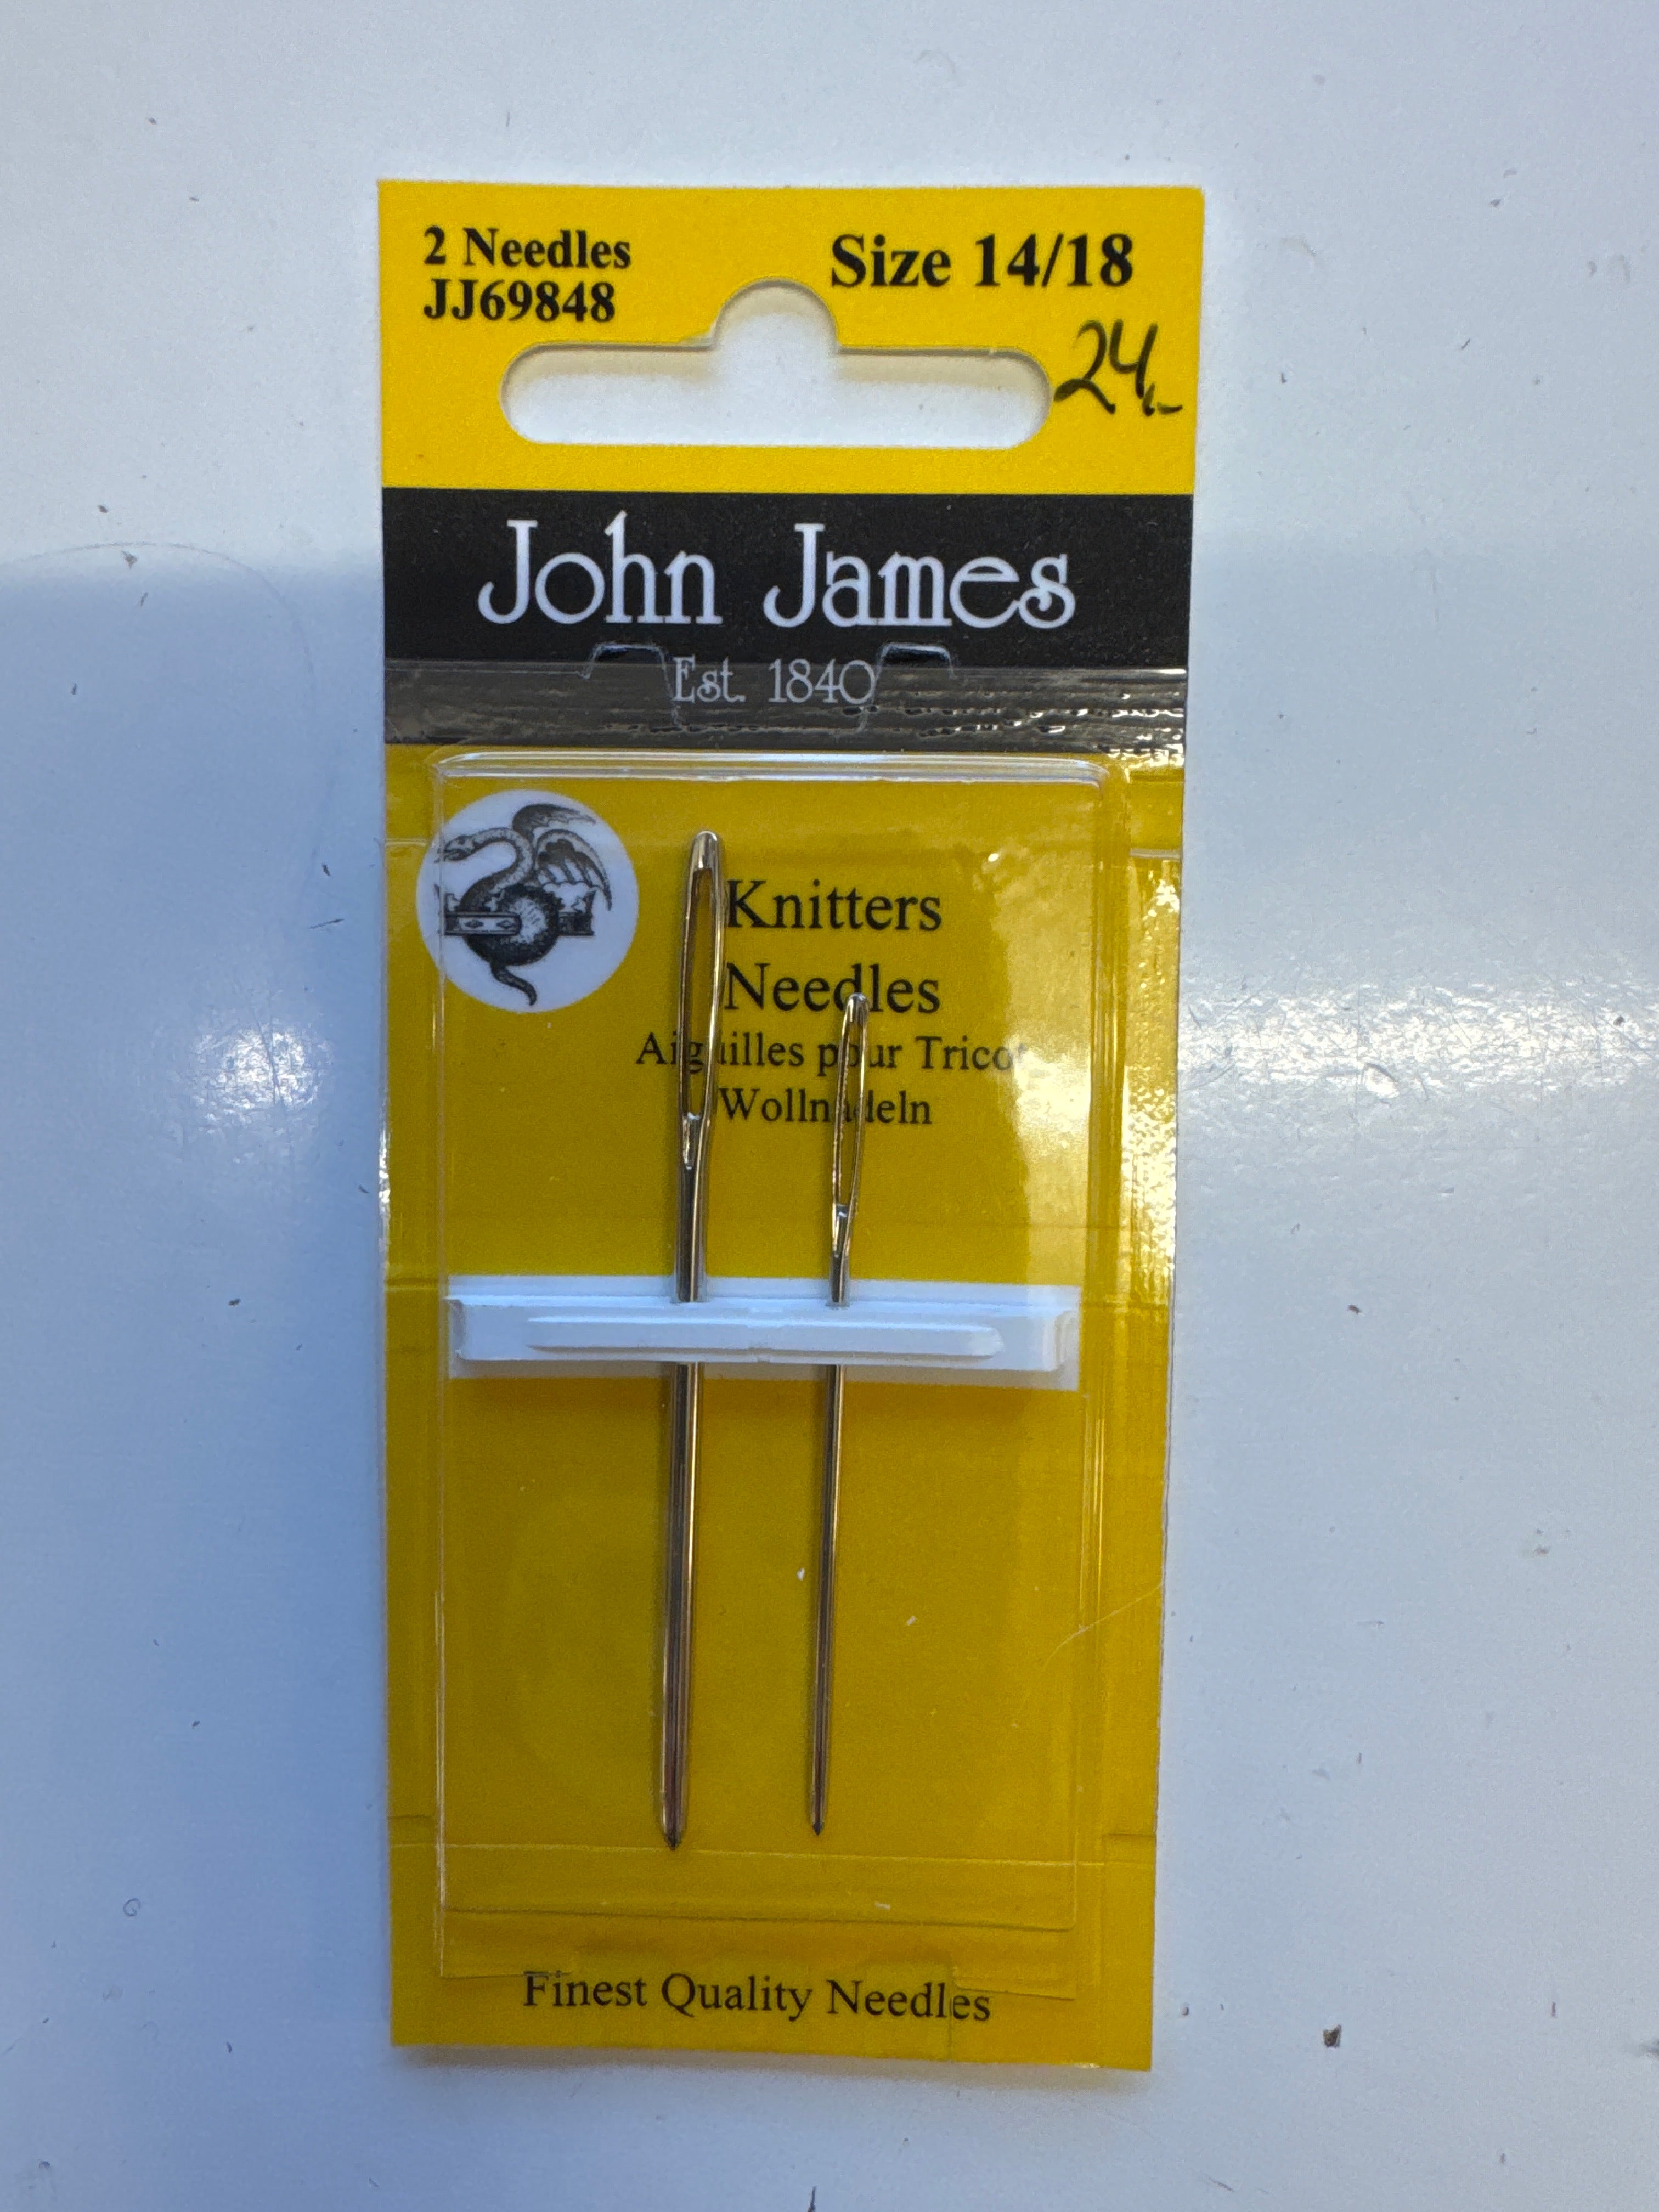 2 Needles
JJ69848
Size 14/18
24,-
John James
Est. 1840
Knitters
Needles
Aiguilles pour Tricot
Wollnadeln
Finest Quality Needles